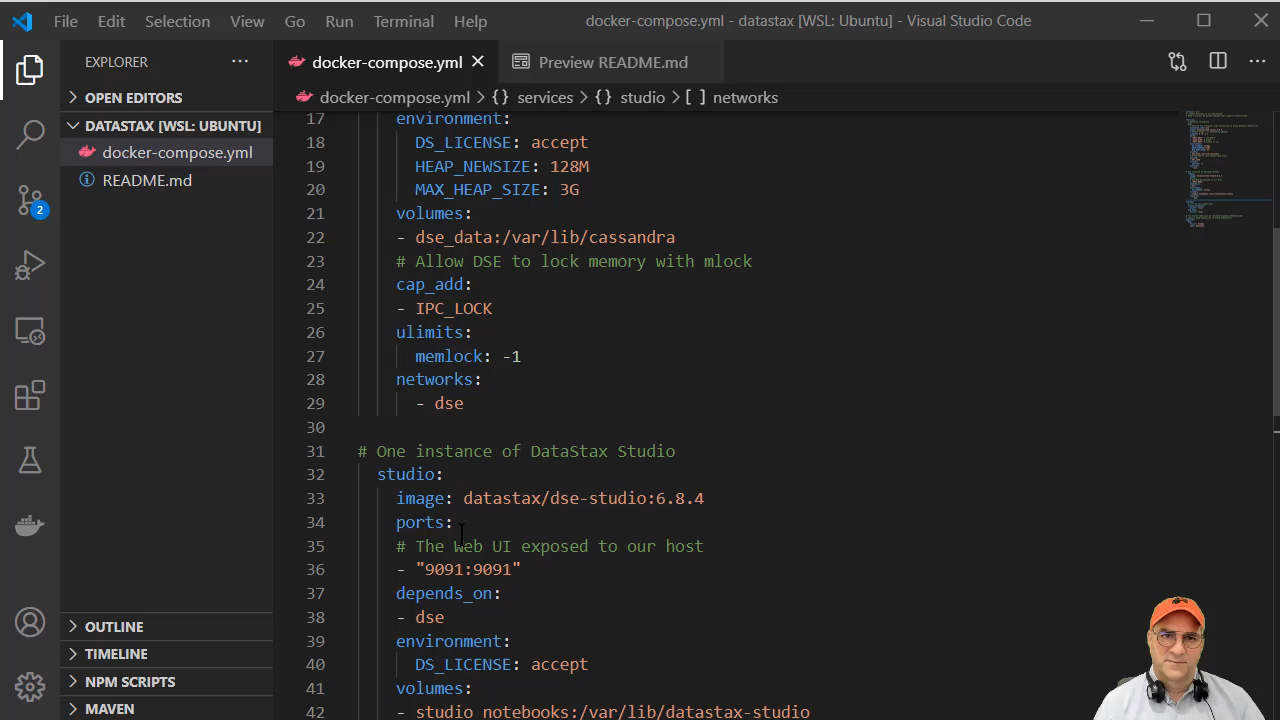 File Edit Selection View Go Run Terminal Help docker-compose.yml - datastax [WSL: Ubuntu] - Visual Studio Code
EXPLORER
docker-compose.yml
Preview README.md
OPEN EDITORS
docker-compose.yml > {} services > {} studio > [ ] networks
DATASTAX [WSL: UBUNTU]
docker-compose.yml
README.md
2
17 environment:
18 DS_LICENSE: accept
19 HEAP_NEWSIZE: 128M
20 MAX_HEAP_SIZE: 3G
21 volumes:
22 - dse_data:/var/lib/cassandra
23 # Allow DSE to lock memory with mlock
24 cap_add:
25 - IPC_LOCK
26 ulimits:
27 memlock: -1
28 networks:
29 - dse
30
31 # One instance of DataStax Studio
32 studio:
33 image: datastax/dse-studio:6.8.4
34 ports:
35 # The Web UI exposed to our host
36 - "9091:9091"
37 depends_on:
38 - dse
39 environment:
40 DS_LICENSE: accept
41 volumes:
42 - studio_notebooks:/var/lib/datastax-studio
OUTLINE
TIMELINE
NPM SCRIPTS
MAVEN